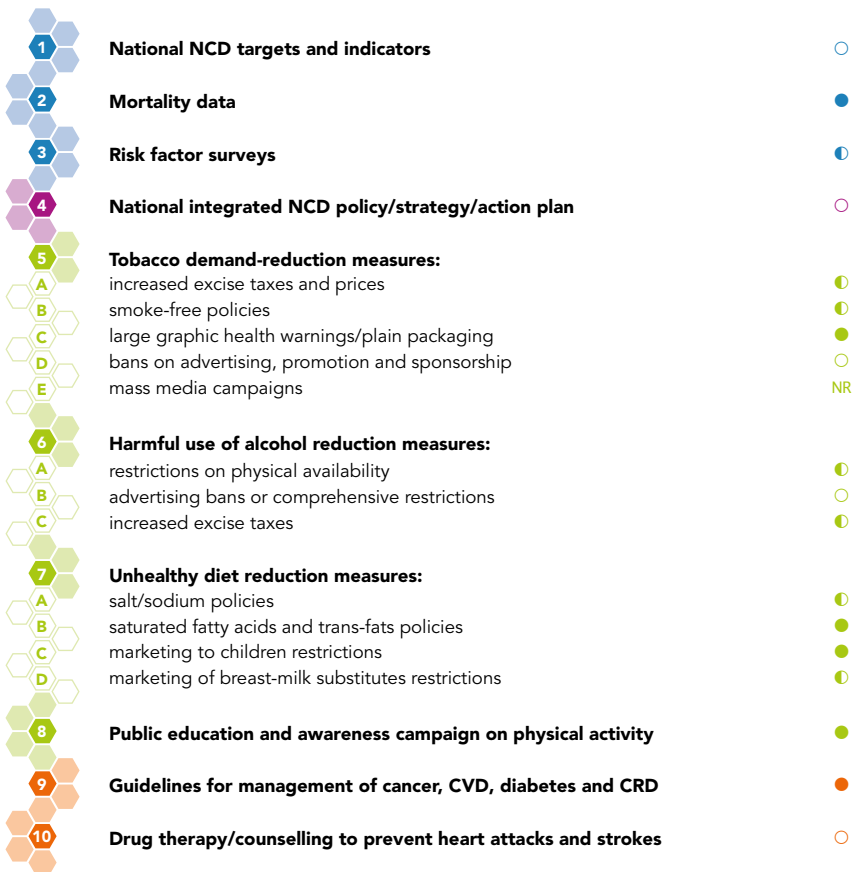 1 National NCD targets and indicators ○
2 Mortality data ●
3 Risk factor surveys ◐
4 National integrated NCD policy/strategy/action plan ○
5 Tobacco demand-reduction measures:
A increased excise taxes and prices ◐
B smoke-free policies ◐
C large graphic health warnings/plain packaging ●
D bans on advertising, promotion and sponsorship ○
E mass media campaigns NR
6 Harmful use of alcohol reduction measures:
A restrictions on physical availability ◐
B advertising bans or comprehensive restrictions ○
C increased excise taxes ◐
7 Unhealthy diet reduction measures:
A salt/sodium policies ◐
B saturated fatty acids and trans-fats policies ●
C marketing to children restrictions ●
D marketing of breast-milk substitutes restrictions ◐
8 Public education and awareness campaign on physical activity ●
9 Guidelines for management of cancer, CVD, diabetes and CRD ●
10 Drug therapy/counselling to prevent heart attacks and strokes ○